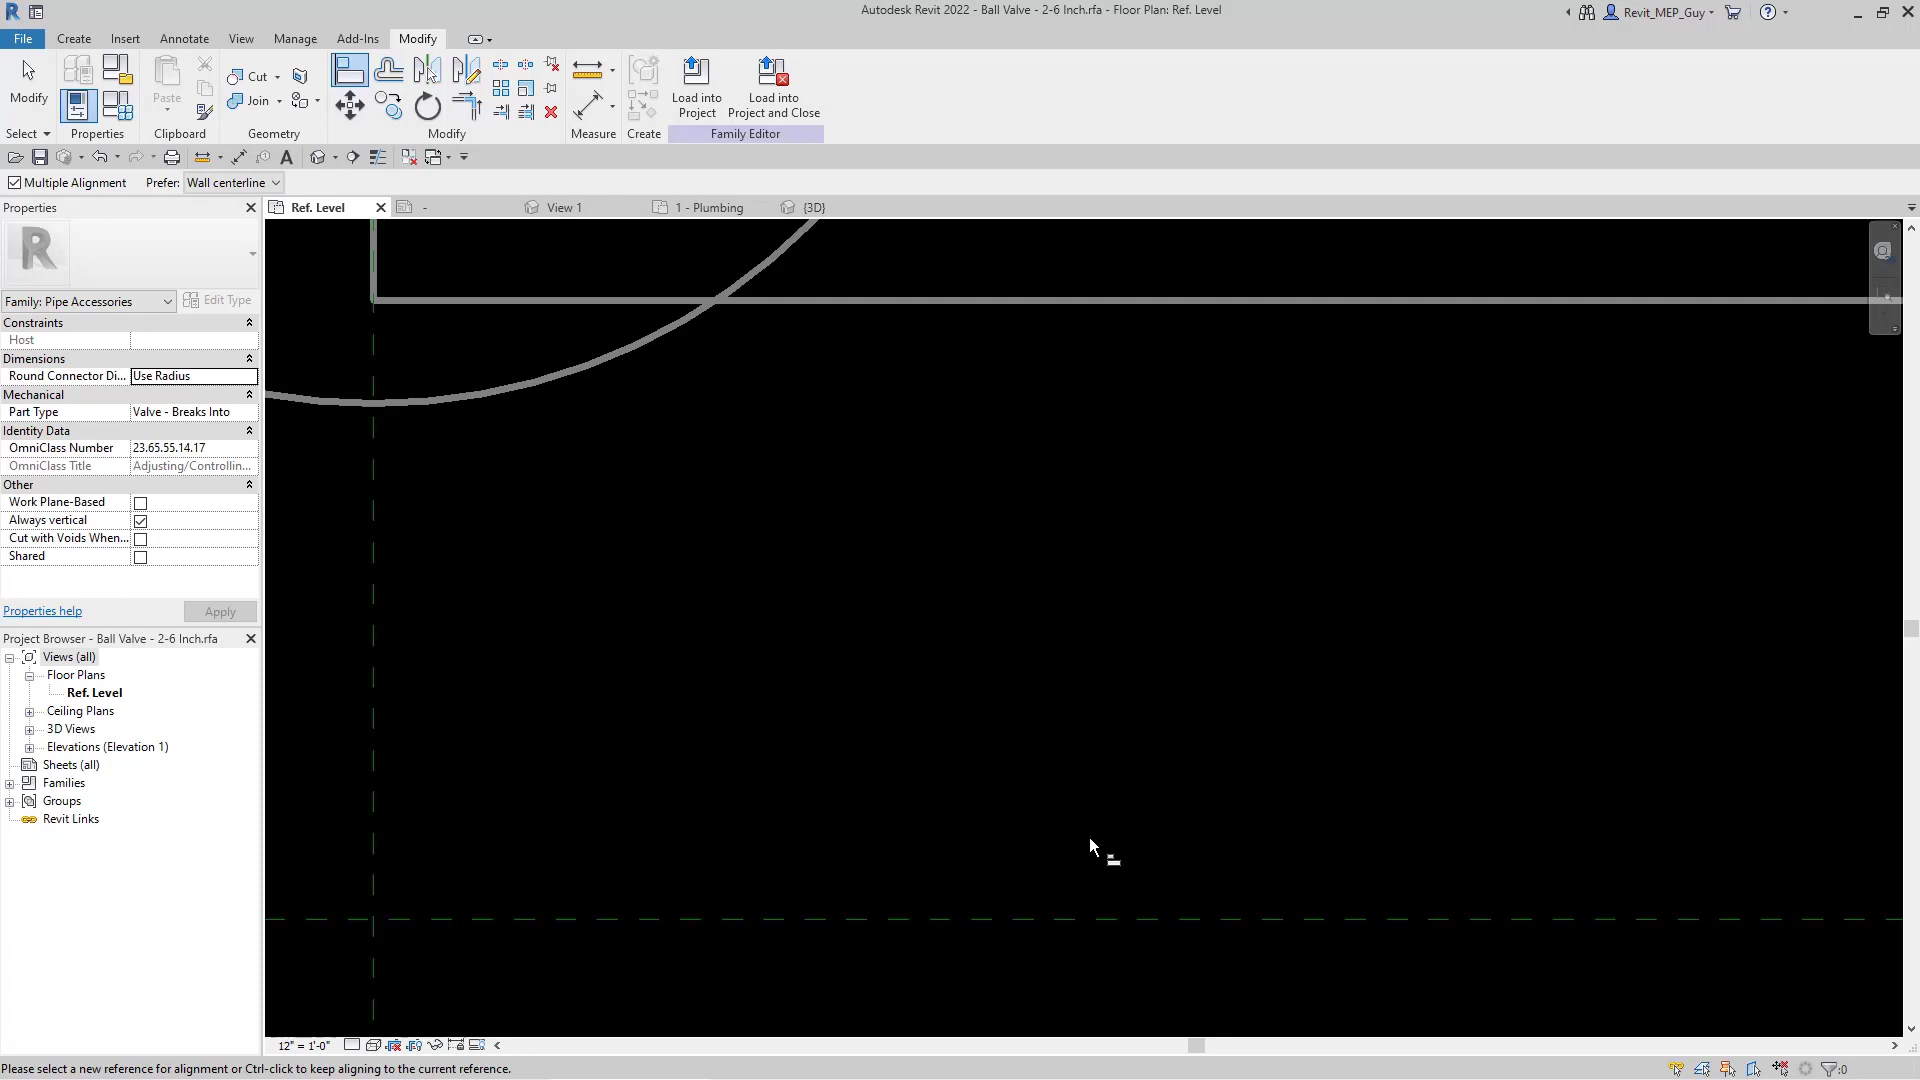 Autodesk Revit 2022 - Ball Valve - 2-6 Inch.rfa - Floor Plan: Ref. Level
Revit_MEP_Guy
File Create Insert Annotate View Manage Add-Ins Modify
Modify
Paste
Cut
Join
Load into Project
Load into Project and Close
Select Properties Clipboard Geometry Modify Measure Create Family Editor
Multiple Alignment Prefer: Wall centerline
Properties
Ref. Level - View 1 1 - Plumbing {3D}
Family: Pipe Accessories Edit Type
Constraints
Host
Dimensions
Round Connector Di... Use Radius
Mechanical
Part Type Valve - Breaks Into
Identity Data
OmniClass Number 23.65.55.14.17
OmniClass Title Adjusting/Controllin...
Other
Work Plane-Based
Always vertical
Cut with Voids When...
Shared
Properties help Apply
Project Browser - Ball Valve - 2-6 Inch.rfa
Views (all)
Floor Plans
Ref. Level
Ceiling Plans
3D Views
Elevations (Elevation 1)
Sheets (all)
Families
Groups
Revit Links
12" = 1'-0"
Please select a new reference for alignment or Ctrl-click to keep aligning to the current reference.
:0